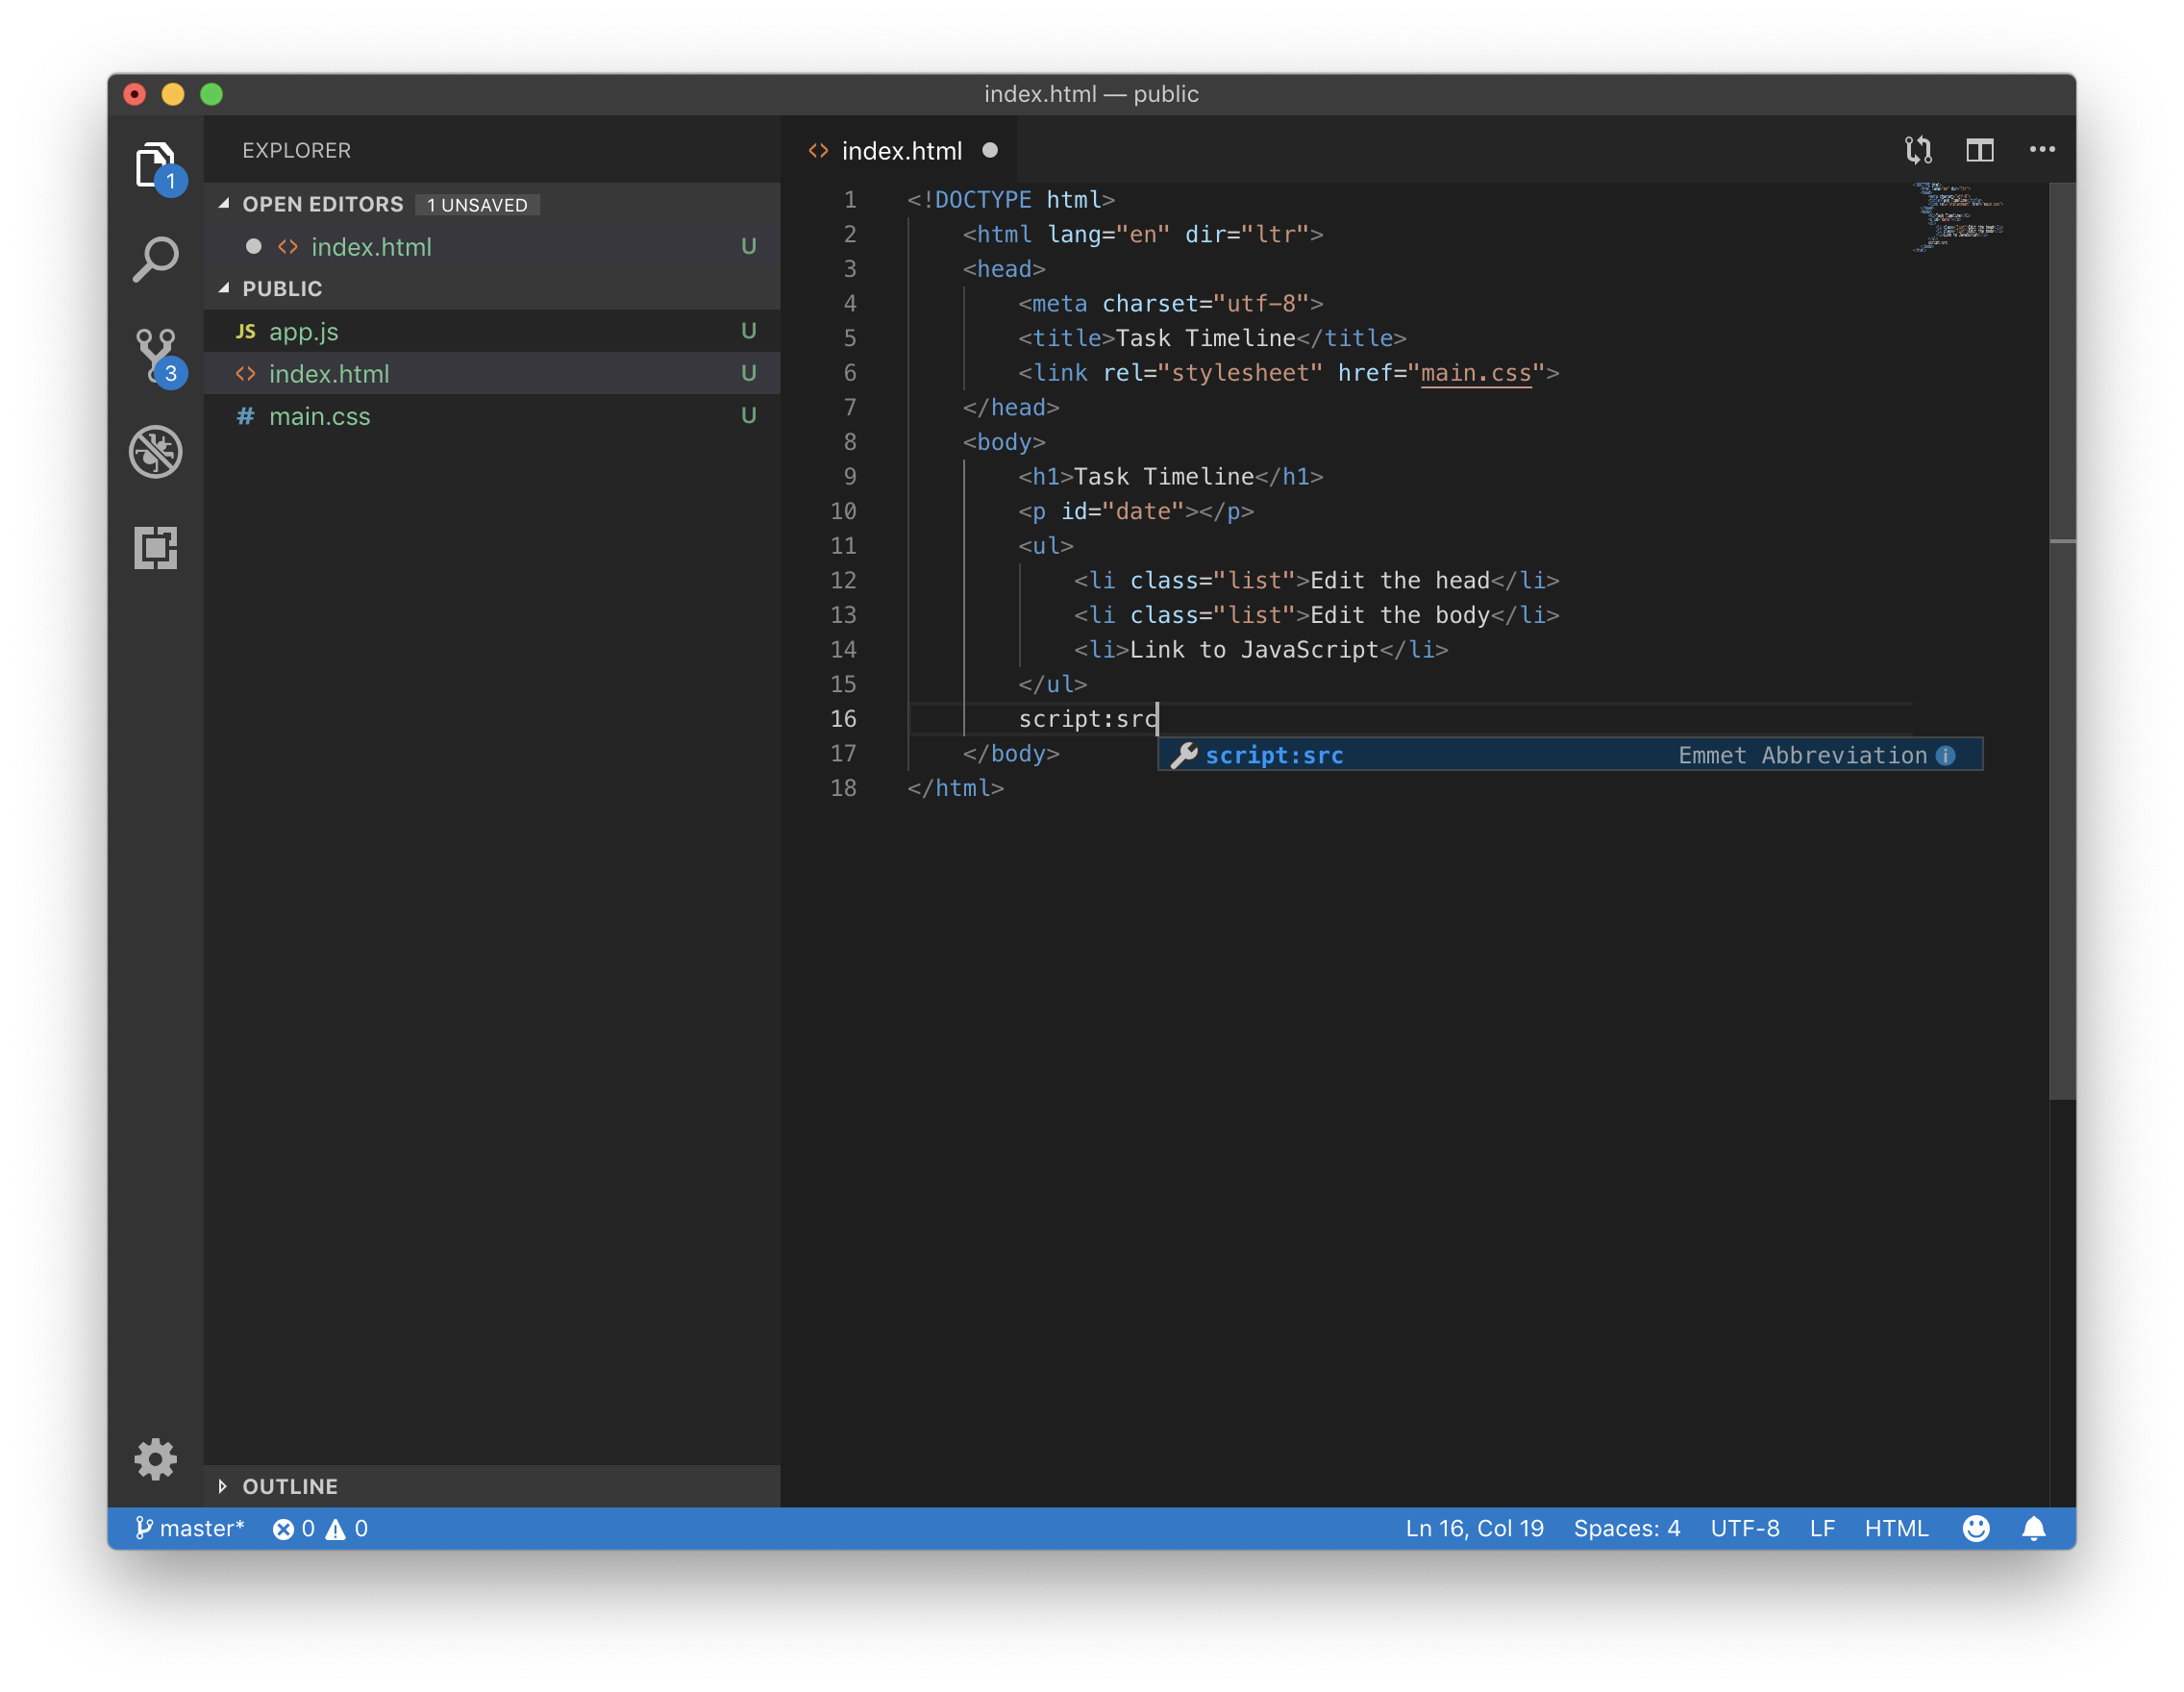 index.html — public
EXPLORER
1
OPEN EDITORS 1 UNSAVED
index.html U
PUBLIC
JS app.js U
index.html U
# main.css U
3
OUTLINE
index.html
1 <!DOCTYPE html>
2 <html lang="en" dir="ltr">
3 <head>
4 <meta charset="utf-8">
5 <title>Task Timeline</title>
6 <link rel="stylesheet" href="main.css">
7 </head>
8 <body>
9 <h1>Task Timeline</h1>
10 <p id="date"></p>
11 <ul>
12 <li class="list">Edit the head</li>
13 <li class="list">Edit the body</li>
14 <li>Link to JavaScript</li>
15 </ul>
16 script:src
script:src Emmet Abbreviation
17 </body>
18 </html>
master* 0 0 Ln 16, Col 19 Spaces: 4 UTF-8 LF HTML